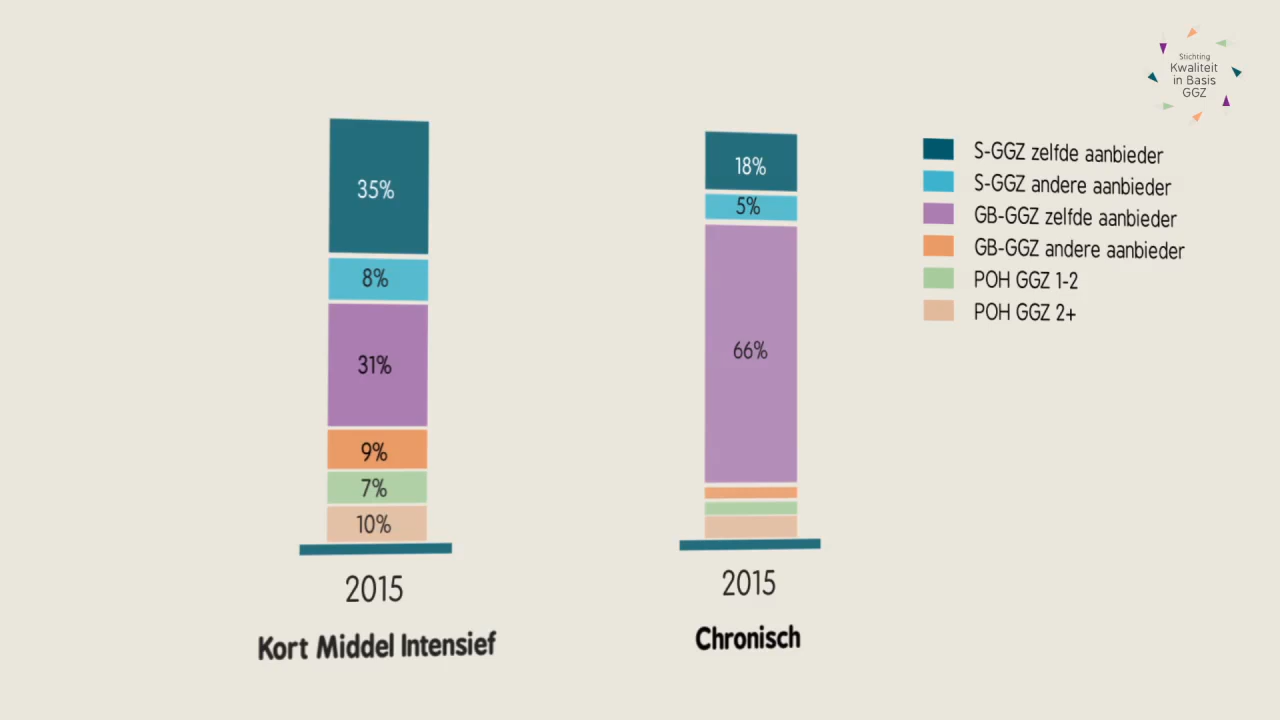 Stichting
Kwaliteit
in Basis
GGZ
35%
8%
31%
9%
7%
10%
2015
Kort Middel Intensief
18%
5%
66%
2015
Chronisch
S-GGZ zelfde aanbieder
S-GGZ andere aanbieder
GB-GGZ zelfde aanbieder
GB-GGZ andere aanbieder
POH GGZ 1-2
POH GGZ 2+